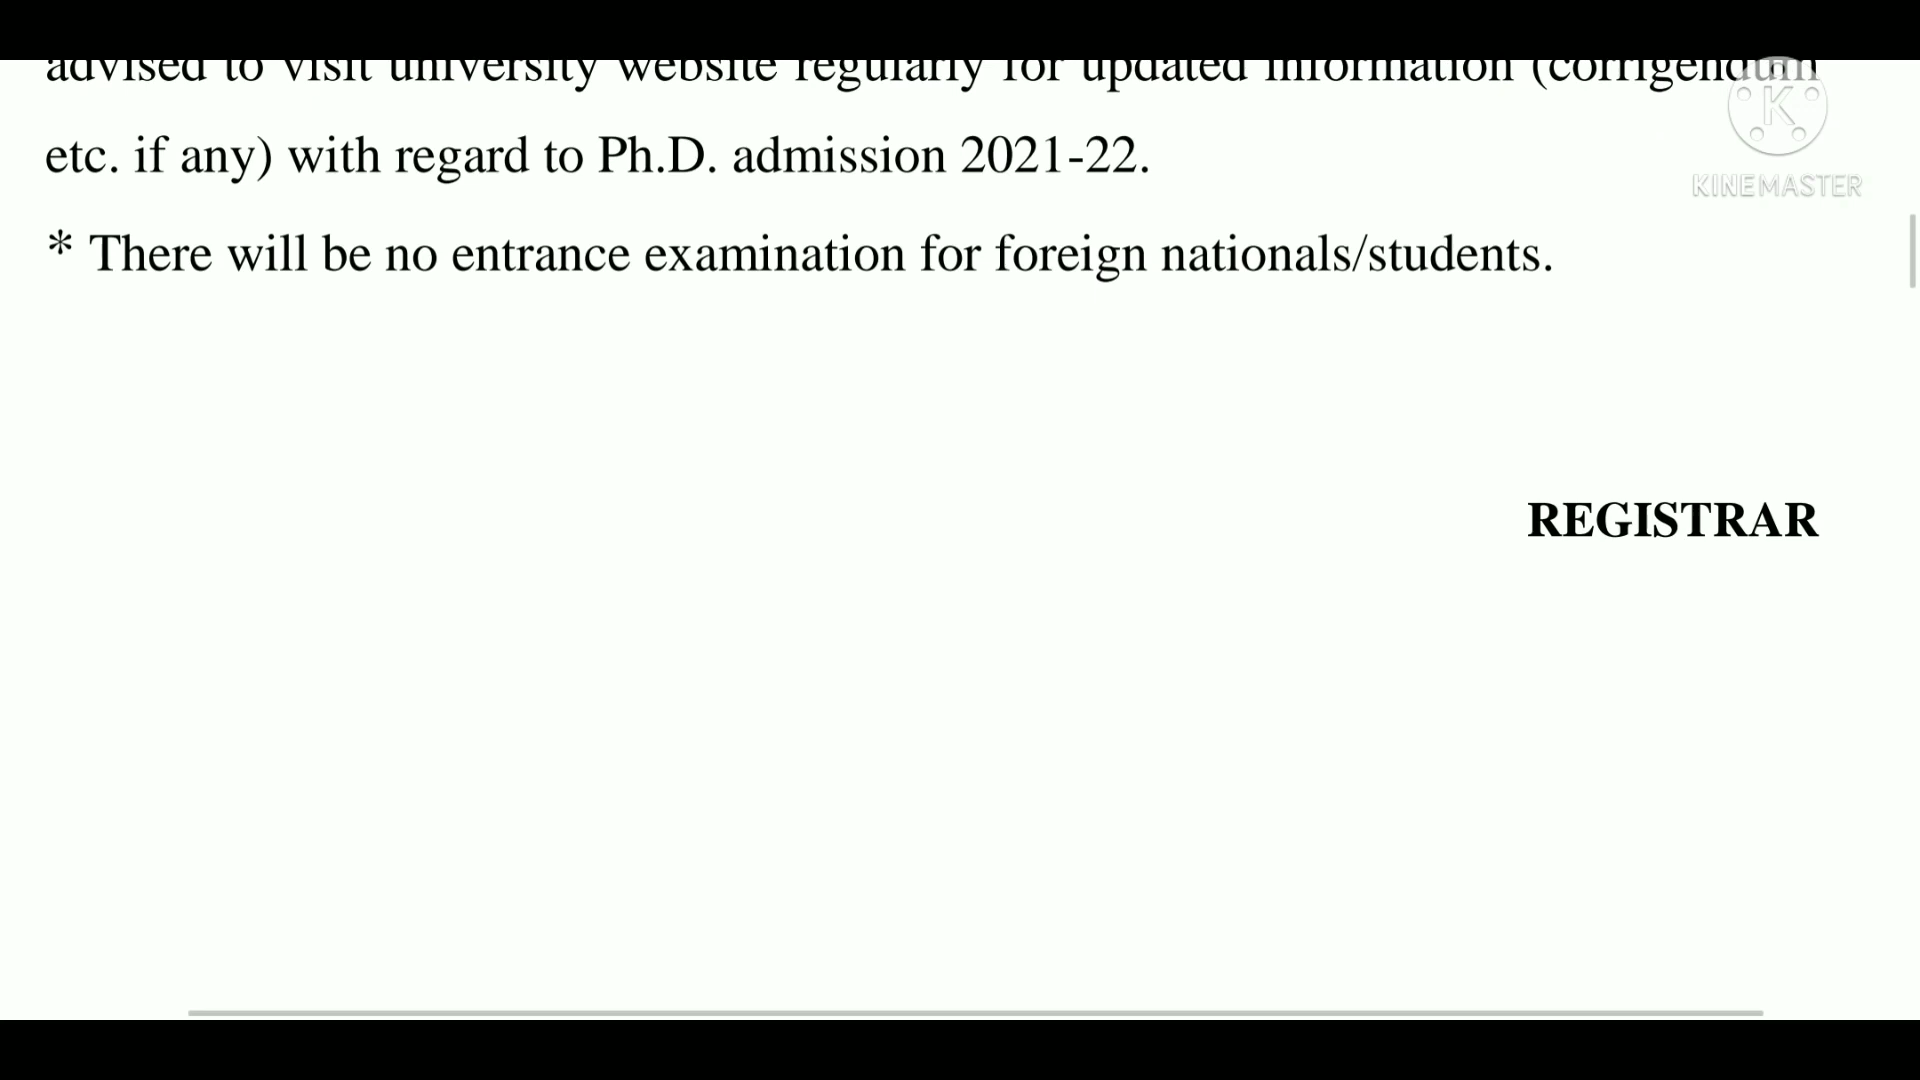 advised to visit university website regularly for updated information (corrigendum
etc. if any) with regard to Ph.D. admission 2021-22.
* There will be no entrance examination for foreign nationals/students.
REGISTRAR
K
KINEMASTER